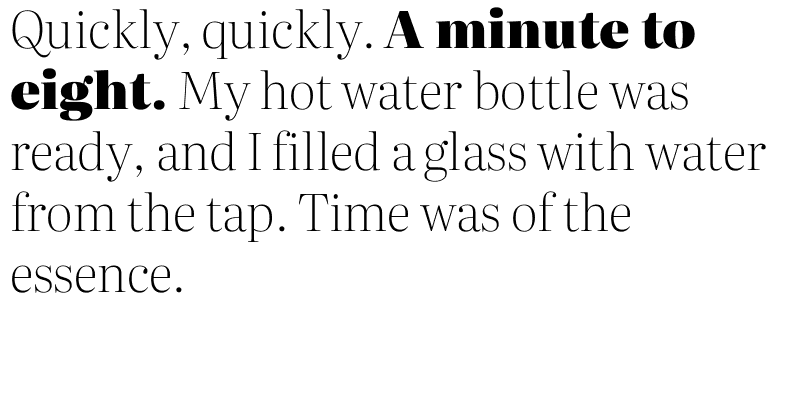 Quickly, quickly. A minute to
eight. My hot water bottle was
ready, and I filled a glass with water
from the tap. Time was of the
essence.